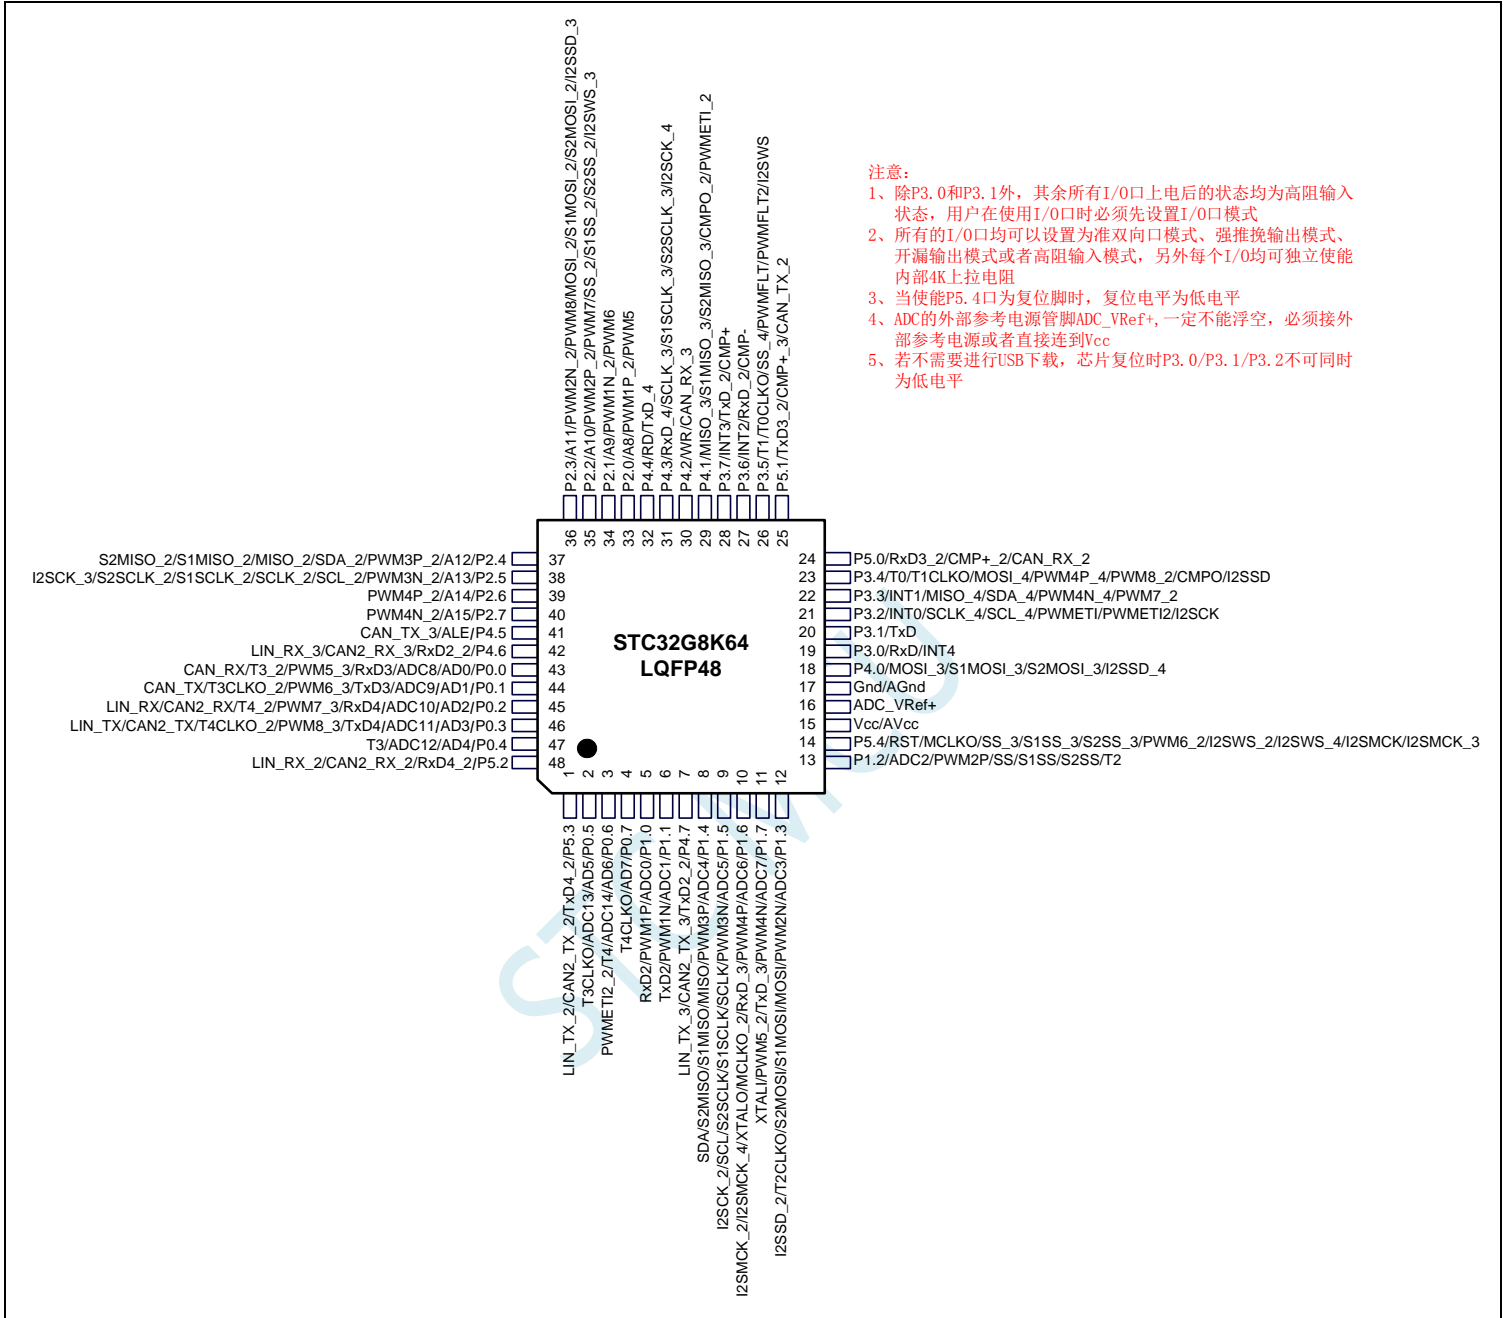 P2.3/A11/PWM2N_2/PWM8/MOSI_2/S1MOSI_2/S2MOSI_2/I2SSD_3
P2.2/A10/PWM2P_2/PWM7/SS_2/S1SS_2/S2SS_2/I2SWS_3
P2.1/A9/PWM1N_2/PWM6
P2.0/A8/PWM1P_2/PWM5
P4.4/RD/TxD_4
P4.3/RxD_4/SCLK_3/S1SCLK_3/S2SCLK_3/I2SCK_4
P4.2/WR/CAN_RX_3
P4.1/MISO_3/S1MISO_3/S2MISO_3/CMPO_2/PWMETI_2
P3.7/INT3/TxD_2/CMP+
P3.6/INT2/RxD_2/CMP-
P3.5/T1/T0CLKO/SS_4/PWMFLT/PWMFLT2/I2SWS
P5.1/TxD3_2/CMP+_3/CAN_TX_2
注意：
1、除P3.0和P3.1外，其余所有I/O口上电后的状态均为高阻输入
状态，用户在使用I/O口时必须先设置I/O口模式
2、所有的I/O口均可以设置为准双向口模式、强推挽输出模式、
开漏输出模式或者高阻输入模式，另外每个I/O均可独立使能
内部4K上拉电阻
3、当使能P5.4口为复位脚时，复位电平为低电平
4、ADC的外部参考电源管脚ADC_VRef+,一定不能浮空，必须接外
部参考电源或者直接连到Vcc
5、若不需要进行USB下载，芯片复位时P3.0/P3.1/P3.2不可同时
为低电平
36 35 34 33 32 31 30 29 28 27 26 25
S2MISO_2/S1MISO_2/MISO_2/SDA_2/PWM3P_2/A12/P2.4 37
I2SCK_3/S2SCLK_2/S1SCLK_2/SCLK_2/SCL_2/PWM3N_2/A13/P2.5 38
PWM4P_2/A14/P2.6 39
PWM4N_2/A15/P2.7 40
CAN_TX_3/ALE/P4.5 41
LIN_RX_3/CAN2_RX_3/RxD2_2/P4.6 42
CAN_RX/T3_2/PWM5_3/RxD3/ADC8/AD0/P0.0 43
CAN_TX/T3CLKO_2/PWM6_3/TxD3/ADC9/AD1/P0.1 44
LIN_RX/CAN2_RX/T4_2/PWM7_3/RxD4/ADC10/AD2/P0.2 45
LIN_TX/CAN2_TX/T4CLKO_2/PWM8_3/TxD4/ADC11/AD3/P0.3 46
T3/ADC12/AD4/P0.4 47
LIN_RX_2/CAN2_RX_2/RxD4_2/P5.2 48
STC32G8K64
LQFP48
24 P5.0/RxD3_2/CMP+_2/CAN_RX_2
23 P3.4/T0/T1CLKO/MOSI_4/PWM4P_4/PWM8_2/CMPO/I2SSD
22 P3.3/INT1/MISO_4/SDA_4/PWM4N_4/PWM7_2
21 P3.2/INT0/SCLK_4/SCL_4/PWMETI/PWMETI2/I2SCK
20 P3.1/TxD
19 P3.0/RxD/INT4
18 P4.0/MOSI_3/S1MOSI_3/S2MOSI_3/I2SSD_4
17 Gnd/AGnd
16 ADC_VRef+
15 Vcc/AVcc
14 P5.4/RST/MCLKO/SS_3/S1SS_3/S2SS_3/PWM6_2/I2SWS_2/I2SWS_4/I2SMCK/I2SMCK_3
13 P1.2/ADC2/PWM2P/SS/S1SS/S2SS/T2
1 2 3 4 5 6 7 8 9 10 11 12
LIN_TX_2/CAN2_TX_2/TxD4_2/P5.3
T3CLKO/ADC13/AD5/P0.5
PWMETI2_2/T4/ADC14/AD6/P0.6
T4CLKO/AD7/P0.7
RxD2/PWM1P/ADC0/P1.0
TxD2/PWM1N/ADC1/P1.1
LIN_TX_3/CAN2_TX_3/TxD2_2/P4.7
SDA/S2MISO/S1MISO/MISO/PWM3P/ADC4/P1.4
I2SCK_2/SCL/S2SCLK/S1SCLK/SCLK/PWM3N/ADC5/P1.5
I2SMCK_2/I2SMCK_4/XTALO/MCLKO_2/RxD_3/PWM4P/ADC6/P1.6
XTALI/PWM5_2/TxD_3/PWM4N/ADC7/P1.7
I2SSD_2/T2CLKO/S2MOSI/S1MOSI/MOSI/PWM2N/ADC3/P1.3
STC MCU